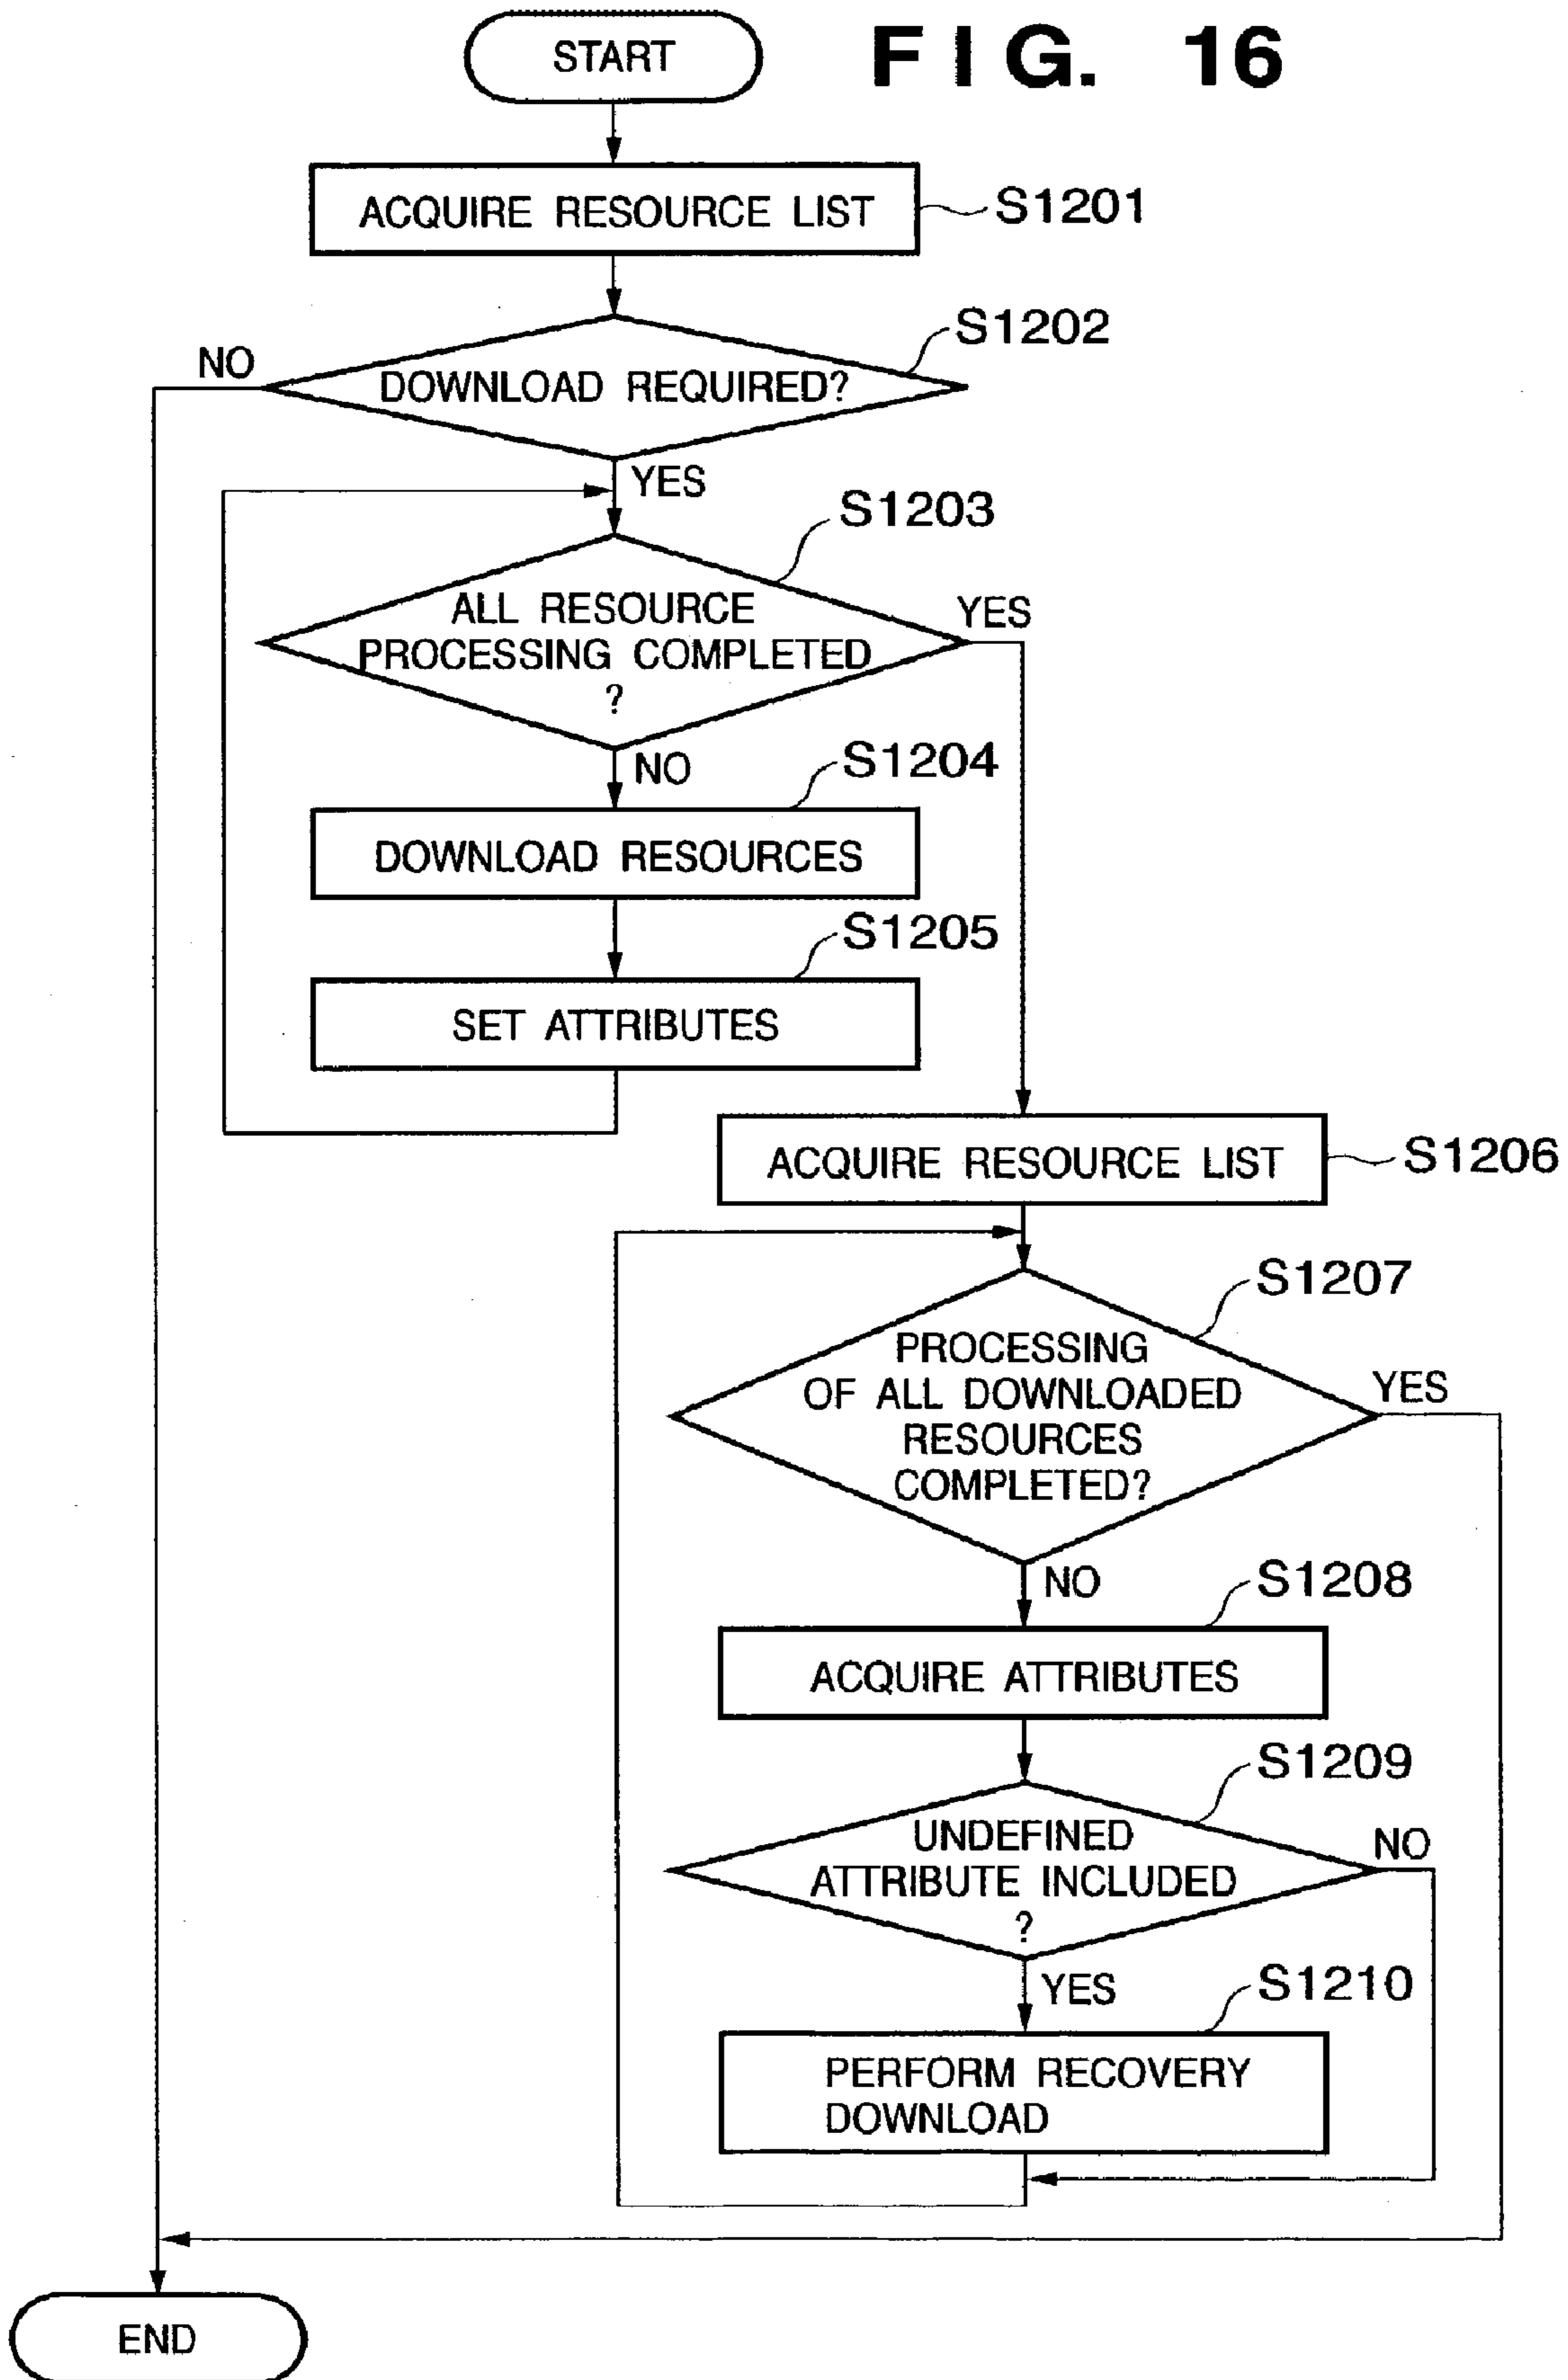 START
FIG. 16
ACQUIRE RESOURCE LIST
S1201
S1202
NO
DOWNLOAD REQUIRED?
YES
S1203
ALL RESOURCE
PROCESSING COMPLETED
?
YES
NO
S1204
DOWNLOAD RESOURCES
S1205
SET ATTRIBUTES
ACQUIRE RESOURCE LIST
S1206
S1207
PROCESSING
OF ALL DOWNLOADED
RESOURCES
COMPLETED?
YES
NO
S1208
ACQUIRE ATTRIBUTES
S1209
UNDEFINED
ATTRIBUTE INCLUDED
?
NO
YES
S1210
PERFORM RECOVERY
DOWNLOAD
END